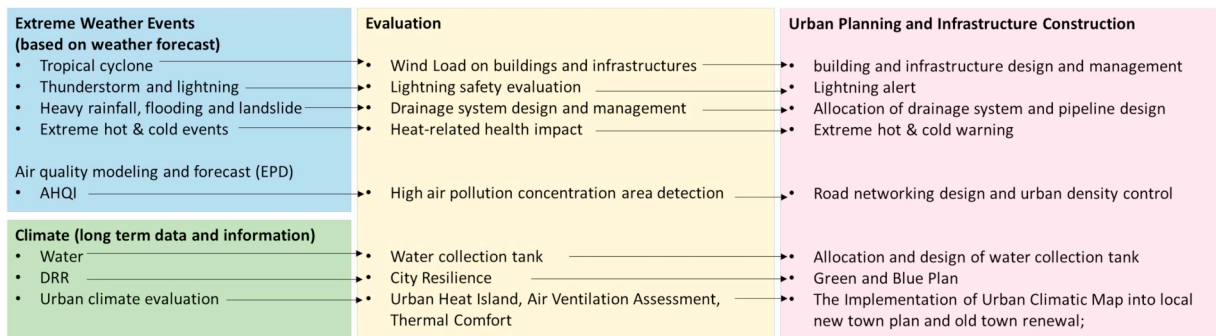 Extreme Weather Events
(based on weather forecast)
• Tropical cyclone
• Thunderstorm and lightning
• Heavy rainfall, flooding and landslide
• Extreme hot & cold events
Air quality modeling and forecast (EPD)
• AHQI
Climate (long term data and information)
• Water
• DRR
• Urban climate evaluation
Evaluation
• Wind Load on buildings and infrastructures
• Lightning safety evaluation
• Drainage system design and management
• Heat-related health impact
• High air pollution concentration area detection
• Water collection tank
• City Resilience
• Urban Heat Island, Air Ventilation Assessment,
Thermal Comfort
Urban Planning and Infrastructure Construction
• building and infrastructure design and management
• Lightning alert
• Allocation of drainage system and pipeline design
• Extreme hot & cold warning
• Road networking design and urban density control
• Allocation and design of water collection tank
• Green and Blue Plan
• The Implementation of Urban Climatic Map into local
new town plan and old town renewal;